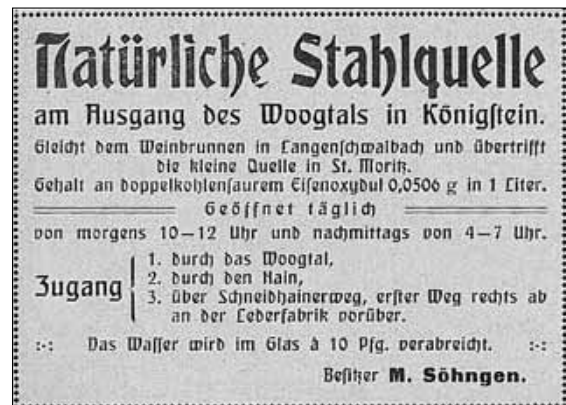 Natürliche Stahlquelle
am Ausgang des Woogtals in Königſtein.
Gleicht dem Weinbrunnen in Langenſchwalbach und übertrifft
die kleine Quelle in St. Moritz.
Gehalt an doppelkohlenſaurem Eiſenoxydul 0,0506 g in 1 Liter.
Geöffnet täglich
von morgens 10—12 Uhr und nachmittags von 4—7 Uhr.
Zugang
1. durch das Woogtal,
2. durch den Hain,
3. über Schneidhainerweg, erſter Weg rechts ab
an der Lederfabrik vorüber.
:-: Das Waſſer wird im Glas à 10 Pfg. verabreicht. :-:
Beſitzer M. Söhngen.